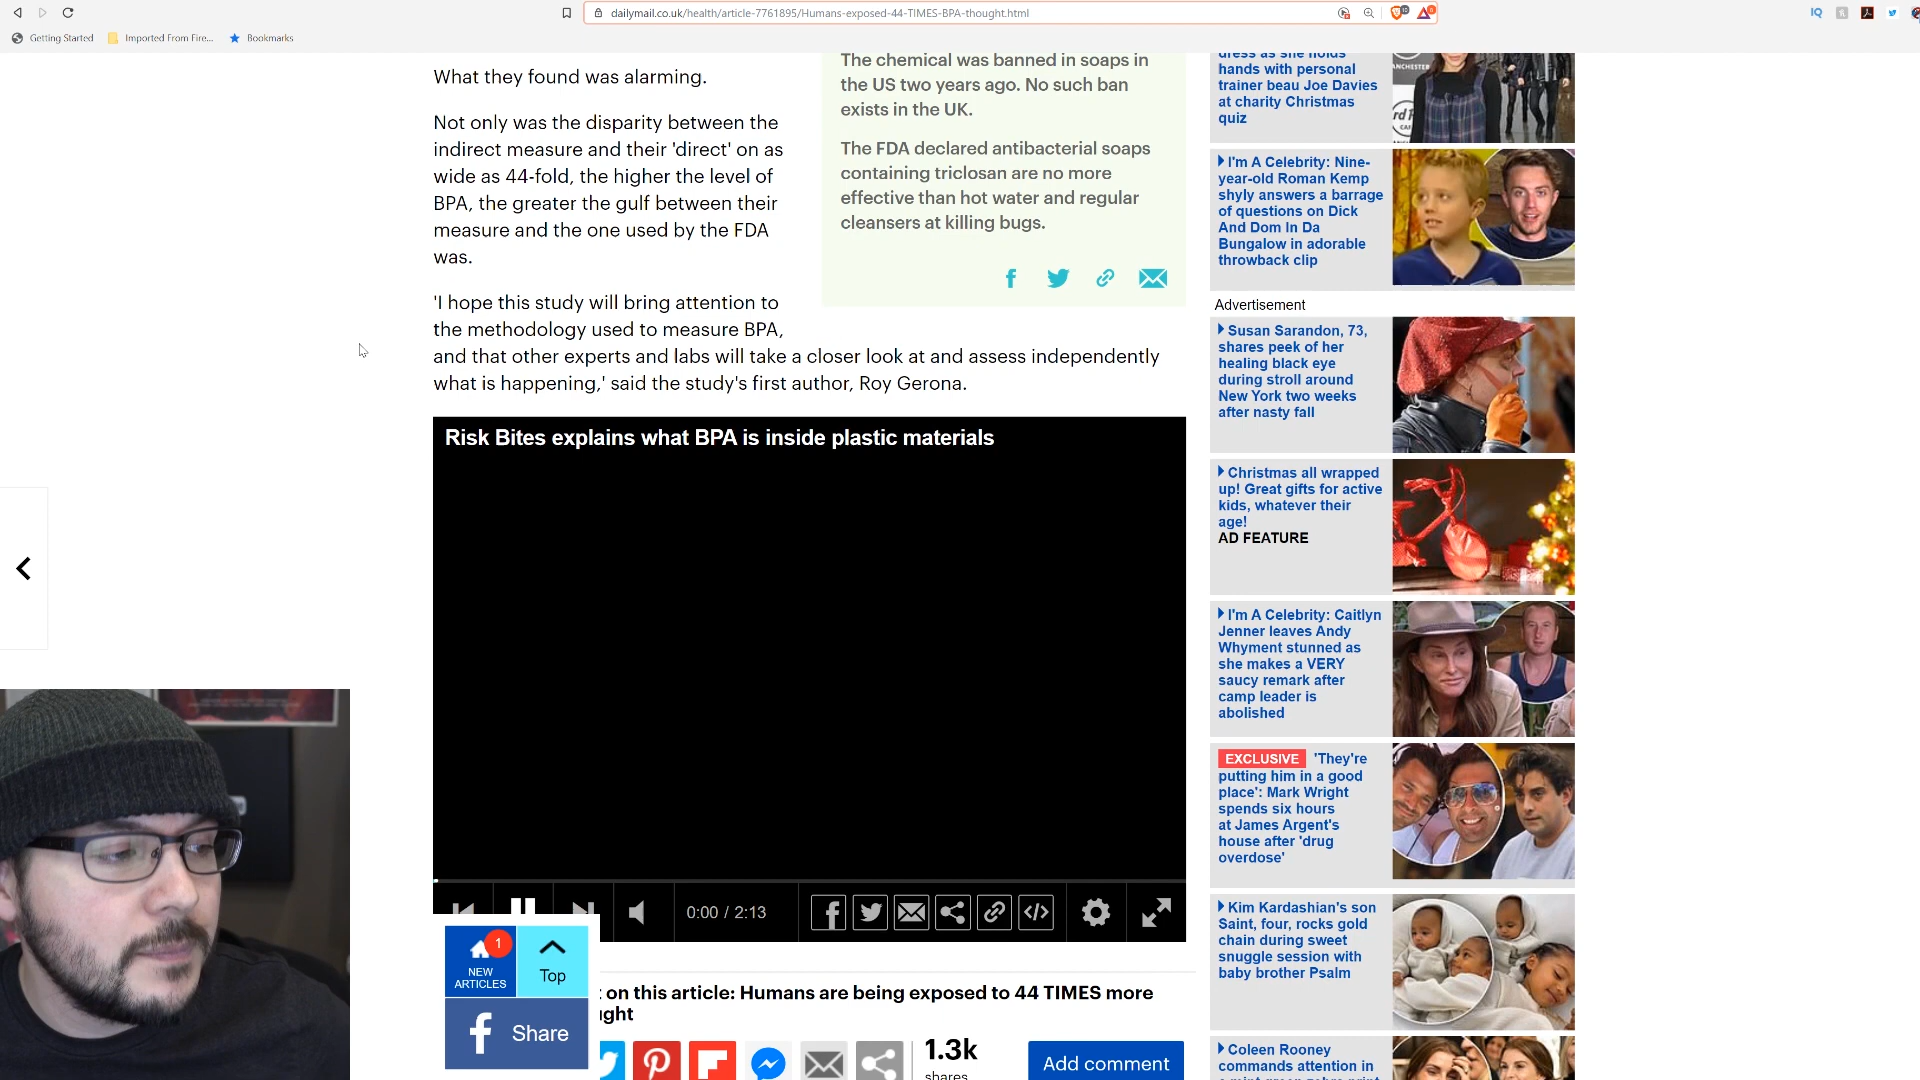 dailymail.co.uk/health/article-7761895/Humans-exposed-44-TIMES-BPA-thought.html
IQ
Getting Started
Imported From Fire...
Bookmarks
What they found was alarming.
Not only was the disparity between the
indirect measure and their 'direct' on as
wide as 44-fold, the higher the level of
BPA, the greater the gulf between their
measure and the one used by the FDA
was.
'I hope this study will bring attention to
the methodology used to measure BPA,
and that other experts and labs will take a closer look at and assess independently
what is happening,' said the study's first author, Roy Gerona.
The chemical was banned in soaps in
the US two years ago. No such ban
exists in the UK.
The FDA declared antibacterial soaps
containing triclosan are no more
effective than hot water and regular
cleansers at killing bugs.
Risk Bites explains what BPA is inside plastic materials
0:00 / 2:13
1
NEW
ARTICLES
Top
Share
on this article: Humans are being exposed to 44 TIMES more
ght
1.3k
shares
Add comment
dress as she holds
hands with personal
trainer beau Joe Davies
at charity Christmas
quiz
I'm A Celebrity: Nine-
year-old Roman Kemp
shyly answers a barrage
of questions on Dick
And Dom In Da
Bungalow in adorable
throwback clip
Advertisement
Susan Sarandon, 73,
shares peek of her
healing black eye
during stroll around
New York two weeks
after nasty fall
Christmas all wrapped
up! Great gifts for active
kids, whatever their
age!
AD FEATURE
I'm A Celebrity: Caitlyn
Jenner leaves Andy
Whyment stunned as
she makes a VERY
saucy remark after
camp leader is
abolished
EXCLUSIVE 'They're
putting him in a good
place': Mark Wright
spends six hours
at James Argent's
house after 'drug
overdose'
Kim Kardashian's son
Saint, four, rocks gold
chain during sweet
snuggle session with
baby brother Psalm
Coleen Rooney
commands attention in